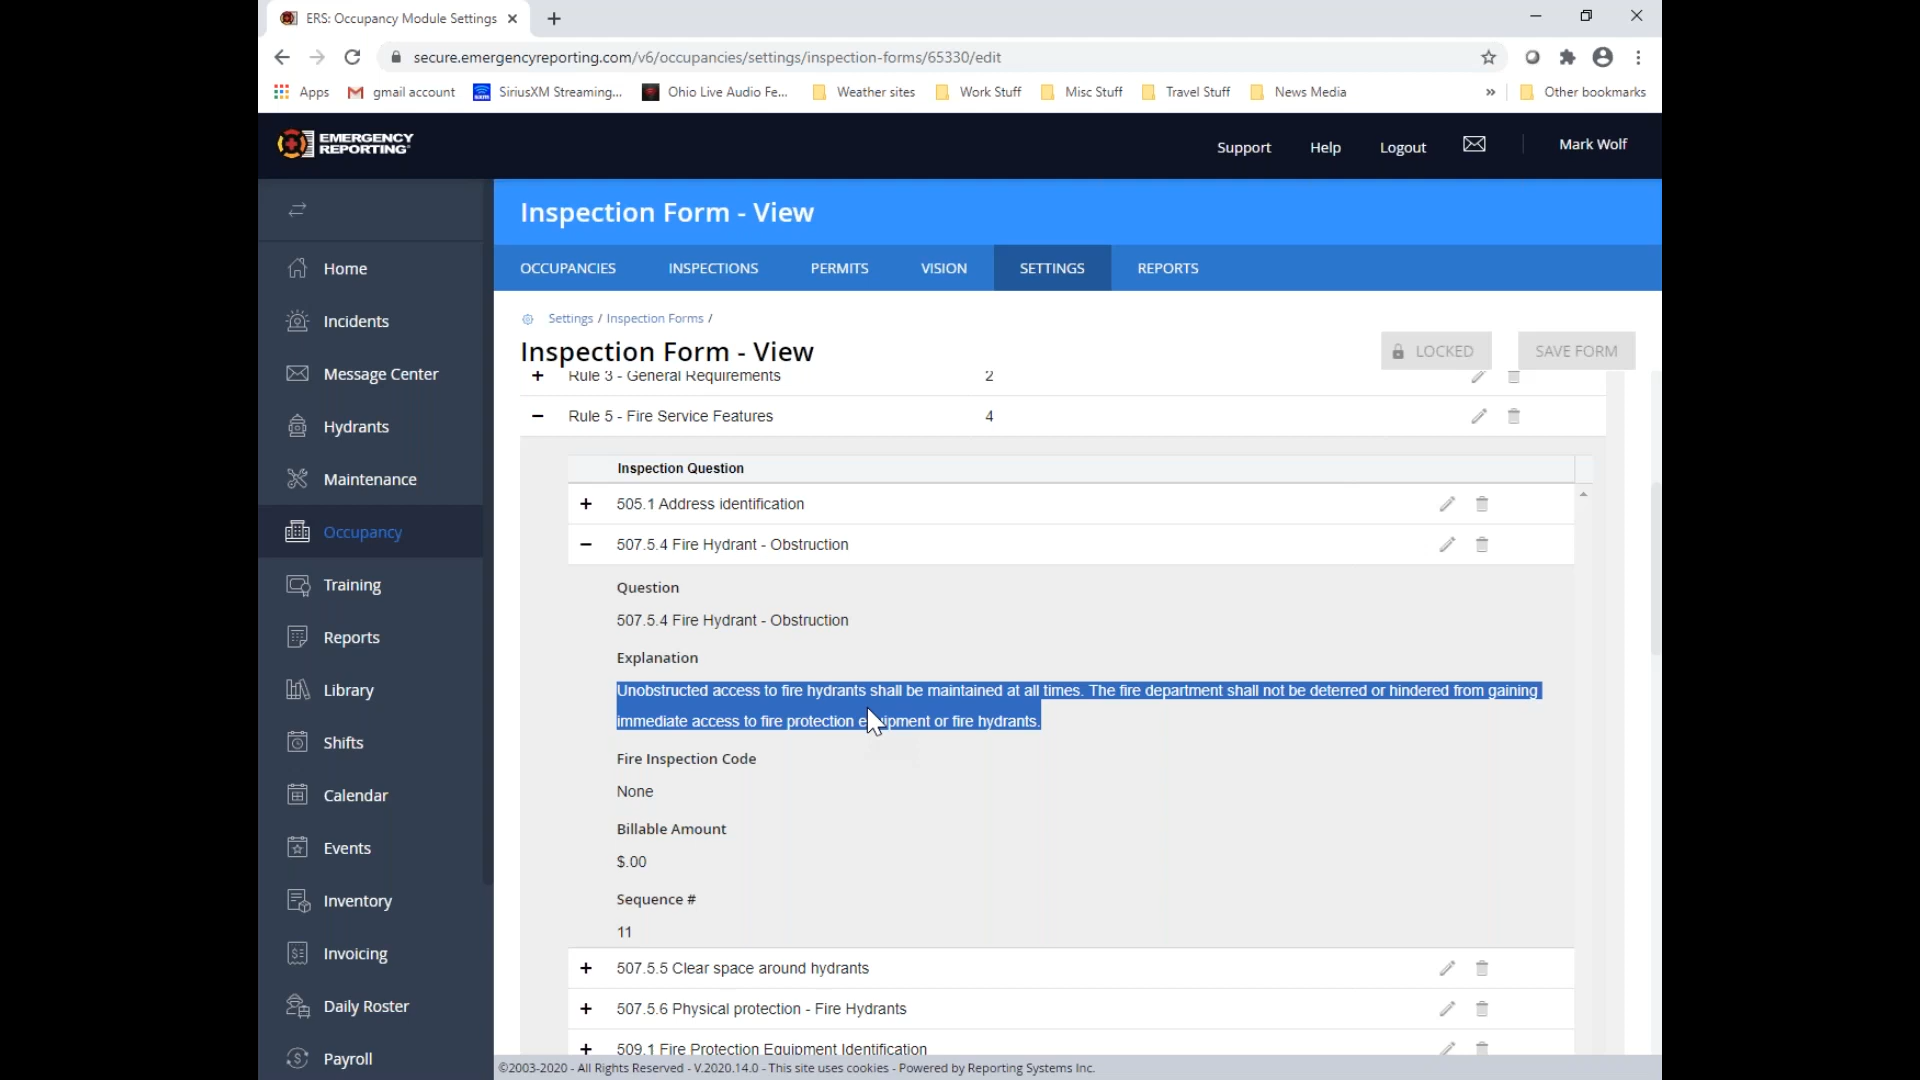 ERS: Occupancy Module Settings
secure.emergencyreporting.com/v6/occupancies/settings/inspection-forms/65330/edit
Apps gmail account SiriusXM Streaming... Ohio Live Audio Fe... Weather sites Work Stuff Misc Stuff Travel Stuff News Media » Other bookmarks
EMERGENCY
REPORTING
Support Help Logout Mark Wolf
Inspection Form - View
OCCUPANCIES INSPECTIONS PERMITS VISION SETTINGS REPORTS
Home
Incidents
Message Center
Hydrants
Maintenance
Occupancy
Training
Reports
Library
Shifts
Calendar
Events
Inventory
Invoicing
Daily Roster
Payroll
Settings / Inspection Forms /
Inspection Form - View
LOCKED SAVE FORM
+ Rule 3 - General Requirements 2
- Rule 5 - Fire Service Features 4
Inspection Question
+ 505.1 Address identification
- 507.5.4 Fire Hydrant - Obstruction
Question
507.5.4 Fire Hydrant - Obstruction
Explanation
Unobstructed access to fire hydrants shall be maintained at all times. The fire department shall not be deterred or hindered from gaining
immediate access to fire protection equipment or fire hydrants.
Fire Inspection Code
None
Billable Amount
$.00
Sequence #
11
+ 507.5.5 Clear space around hydrants
+ 507.5.6 Physical protection - Fire Hydrants
+ 509.1 Fire Protection Equipment Identification
©2003-2020 - All Rights Reserved - V.2020.14.0 - This site uses cookies - Powered by Reporting Systems Inc.